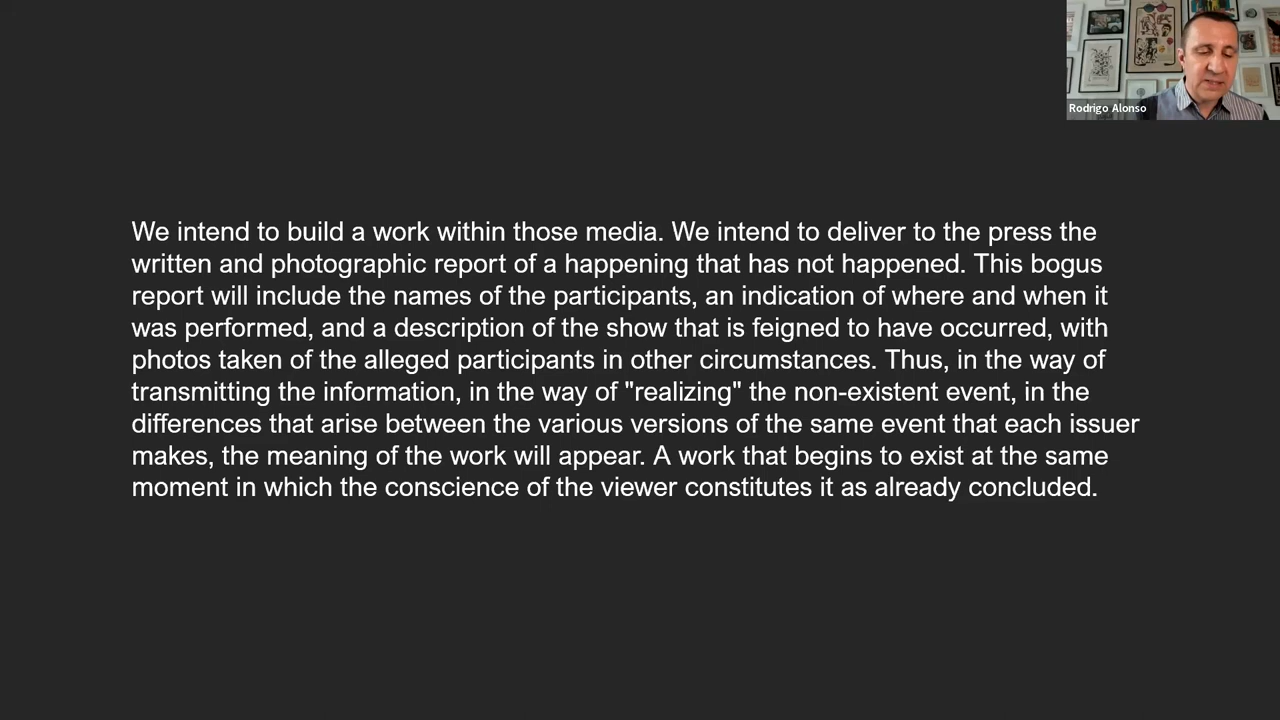 Rodrigo Alonso
We intend to build a work within those media. We intend to deliver to the press the
written and photographic report of a happening that has not happened. This bogus
report will include the names of the participants, an indication of where and when it
was performed, and a description of the show that is feigned to have occurred, with
photos taken of the alleged participants in other circumstances. Thus, in the way of
transmitting the information, in the way of "realizing" the non-existent event, in the
differences that arise between the various versions of the same event that each issuer
makes, the meaning of the work will appear. A work that begins to exist at the same
moment in which the conscience of the viewer constitutes it as already concluded.